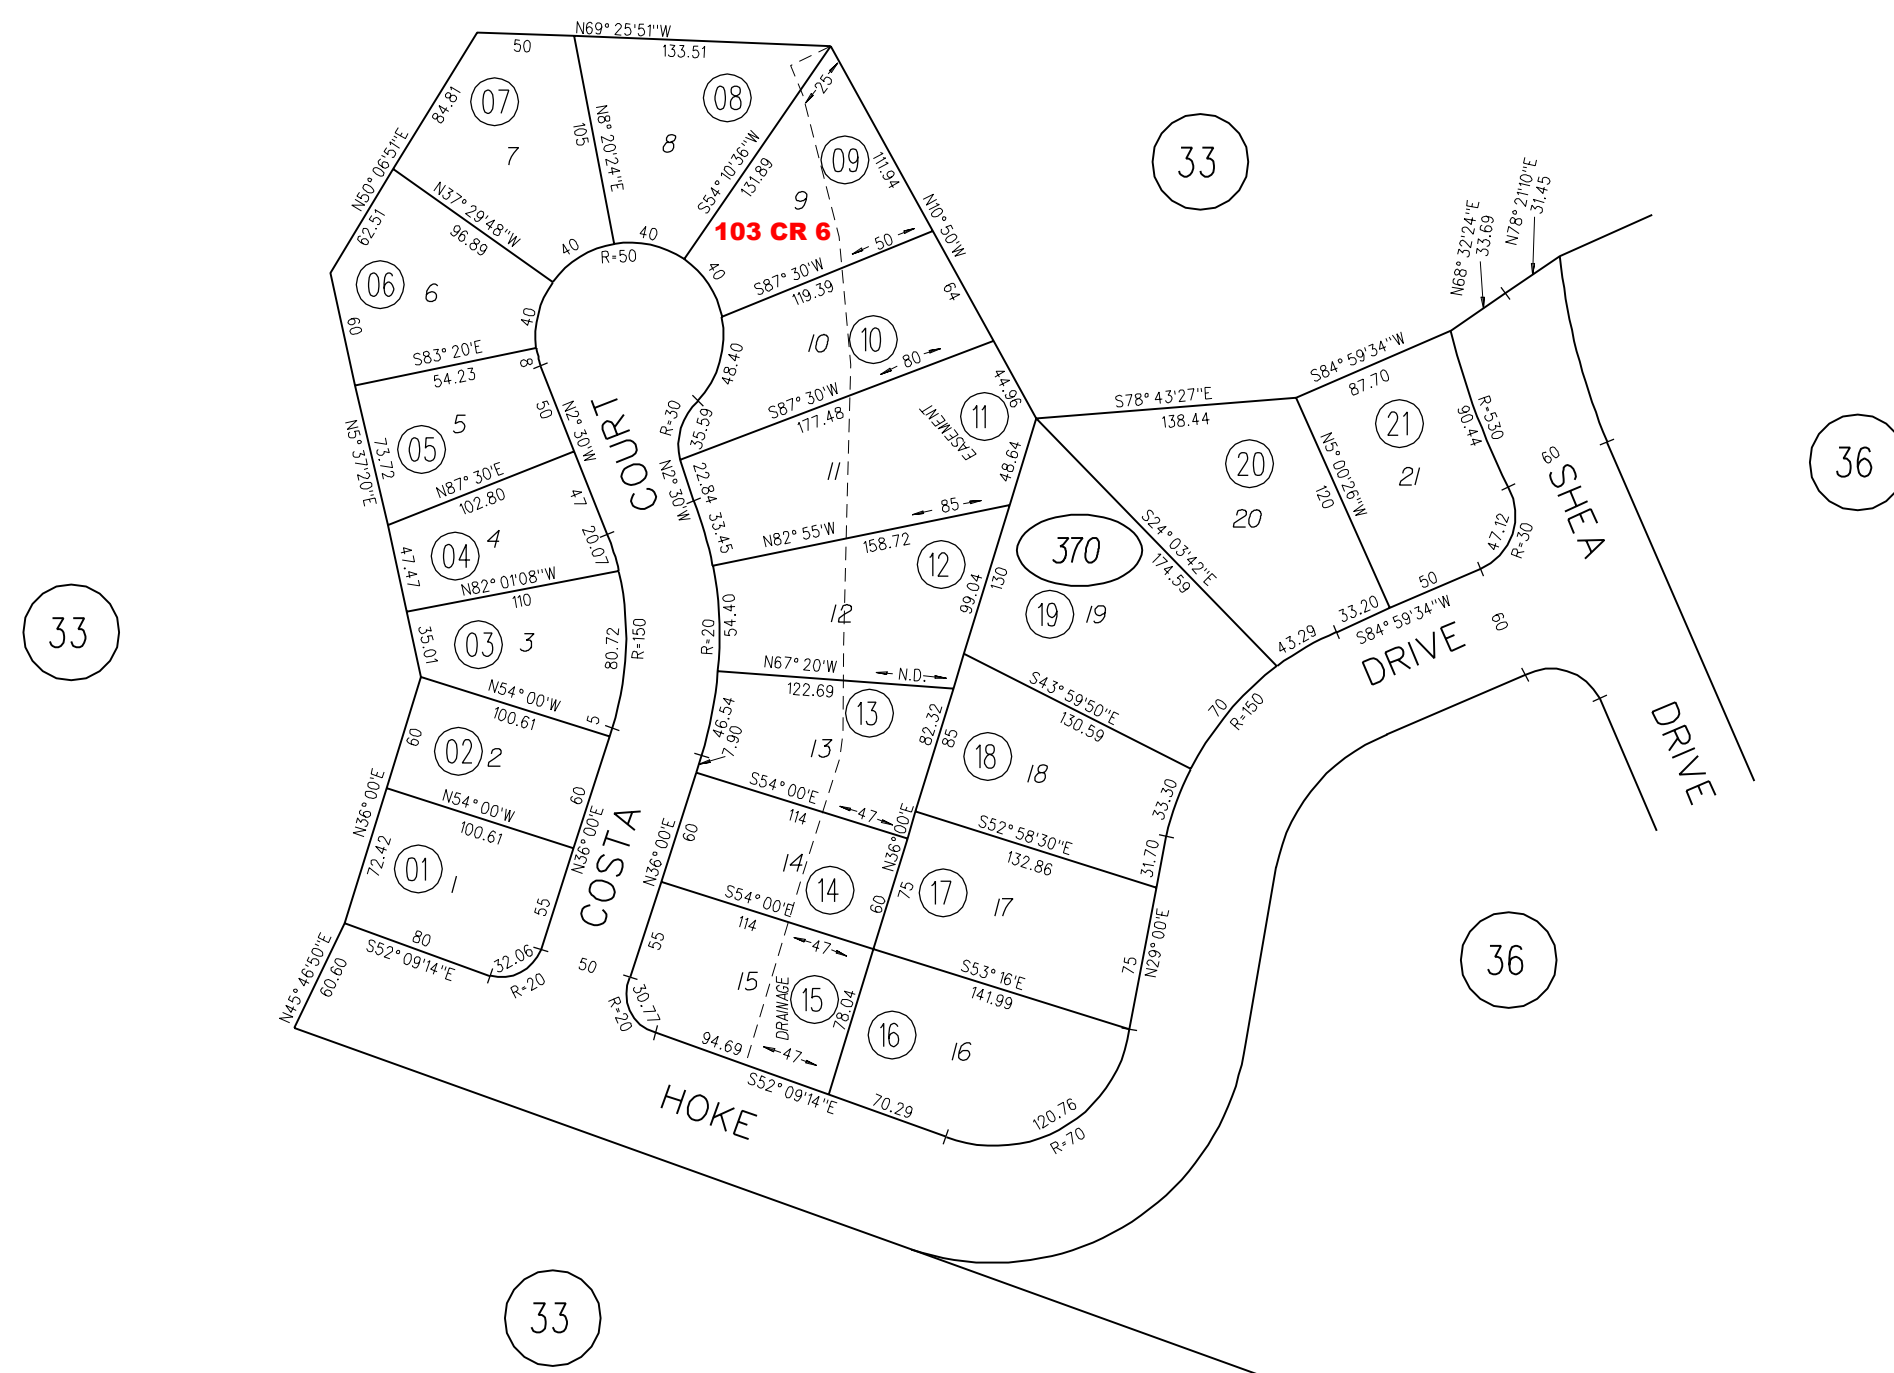 N69° 25'51"W
50
133.51
25
84.81
07
7
N8° 20'24"E
105
08
8
S54° 10'36"W
131.89
09
9
111.94
N50° 06'51"E
62.51
N37° 29'48"W
96.89
103 CR 6
40
40
R=50
40
50
S87° 30'W
119.39
N10° 50'W
64
33
N68° 32'24"E
33.69
N78° 21'10"E
31.45
06
6
60
40
S83° 20'E
54.23
8
10
10
48.40
80
S87° 30'W
177.48
44.96
S84° 59'34"W
87.70
S78° 43'27"E
138.44
N5° 37'20"E
73.72
05
5
50
N2° 30'W
COURT
R=30
35.59
EASEMENT
11
11
48.64
20
20
N5° 00'26"W
120
21
21
90.44
R=530
60
SHEA
36
N87° 30'E
102.80
47
N2° 30'W
22.84
33.45
85
N82° 55'W
158.72
370
S24° 03'42"E
174.59
47.12
R=30
04
4
47.47
20.07
N82° 01'08"W
110
12
12
99.04
130
19
19
33
35.01
03
3
80.72
R=150
R=20
54.40
N67° 20'W
122.69
N.D.
43.29
33.20
50
S84° 59'34"W
60
DRIVE
N54° 00'W
100.61
5
60
02
2
46.54
7.90
13
13
82.32
85
S43° 59'50"E
130.59
70
R=150
DRIVE
N36° 00'E
N54° 00'W
100.61
60
N36° 00'E
COSTA
S54° 00'E
114
47
18
18
33.30
72.42
01
1
55
N36° 00'E
60
14
14
N36° 00'E
60
75
S52° 58'30"E
132.86
31.70
17
17
80
S52° 09'14"E
32.06
R=20
50
55
S54° 00'E
114
47
N29° 00'E
75
S53° 16'E
141.99
36
N45° 46'50"E
60.60
R=20
30.77
15
DRAINAGE
15
78.04
16
16
94.69
47
S52° 09'14"E
HOKE
70.29
120.76
R=70
33